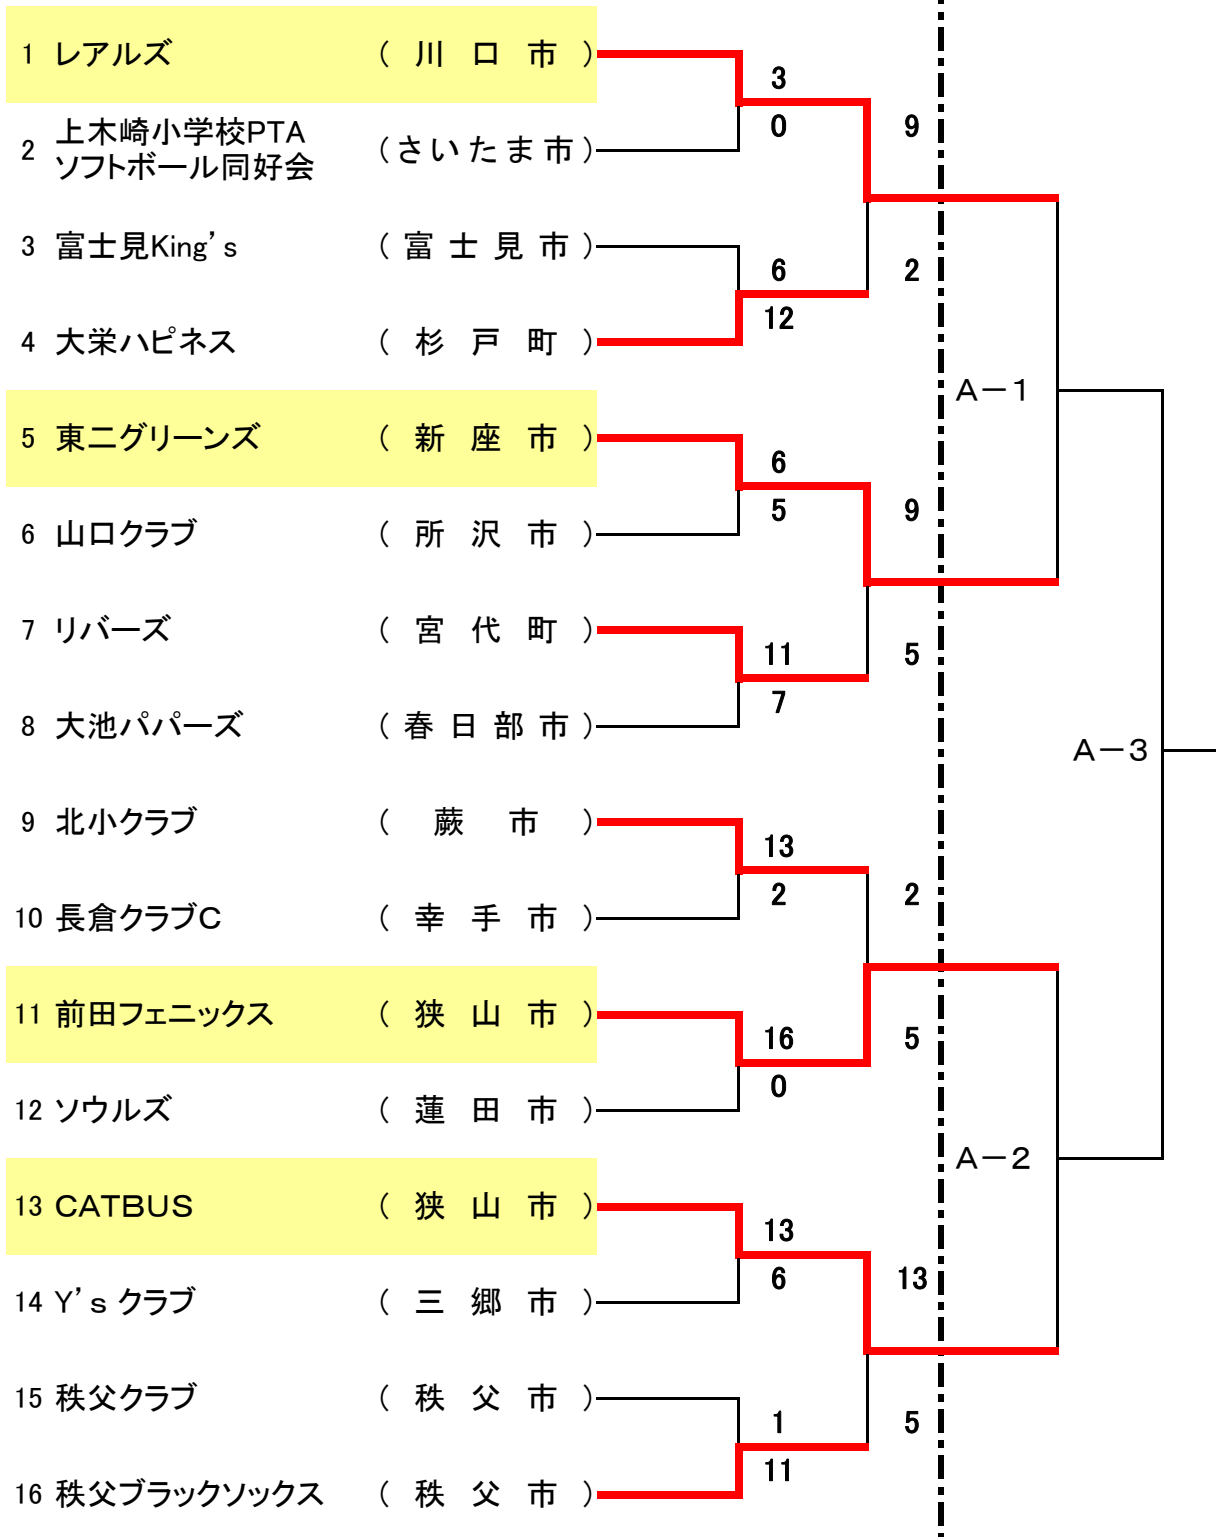 1 レアルズ (川口市)
3
0
9
2 上木崎小学校PTA
ソフトボール同好会 (さいたま市)
3 富士見King's (富士見市)
6
12
2
4 大栄ハピネス (杉戸町)
A-1
5 東ニグリーンズ (新座市)
6
5
9
6 山口クラブ (所沢市)
7 リバーズ (宮代町)
11
7
5
8 大池パパーズ (春日部市)
A-3
9 北小クラブ (蕨市)
13
2
2
10 長倉クラブC (幸手市)
11 前田フェニックス (狭山市)
16
0
5
12 ソウルズ (蓮田市)
A-2
13 CATBUS (狭山市)
13
6
13
14 Y's クラブ (三郷市)
15 秩父クラブ (秩父市)
1
11
5
16 秩父ブラックソックス (秩父市)